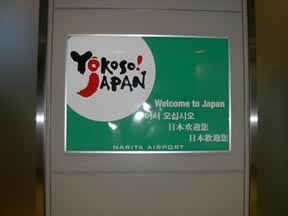 Yōkoso!
JAPAN
Welcome to Japan
어서 오십시오
日本欢迎您
日本歡迎您
NARITA AIRPORT